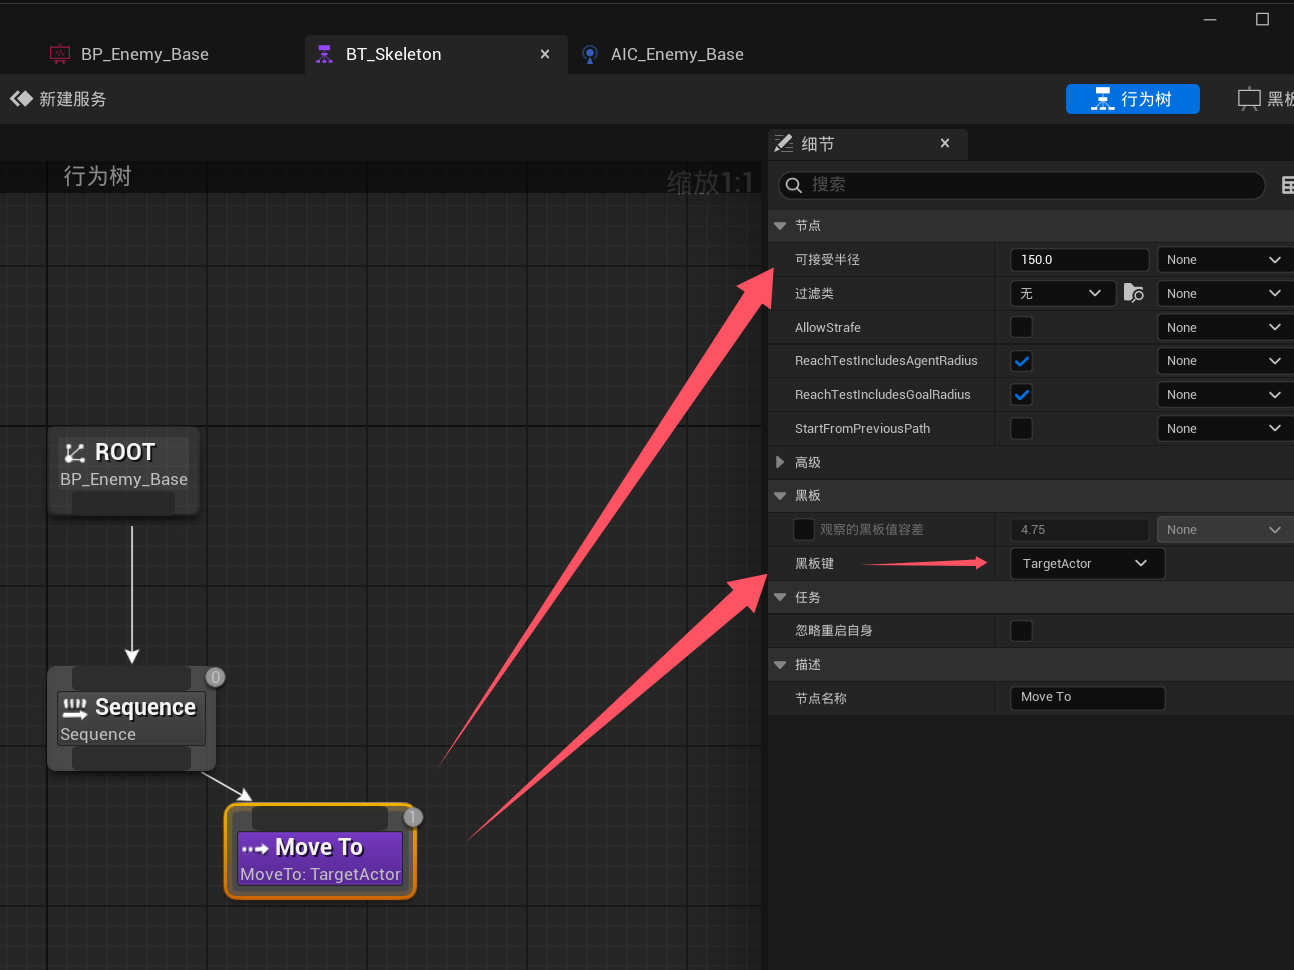 BP_Enemy_Base
BT_Skeleton
AIC_Enemy_Base
新建服务
行为树
黑板
行为树
缩放1:1
细节
搜索
节点
可接受半径 150.0 None
过滤类 无 None
AllowStrafe None
ReachTestIncludesAgentRadius None
ReachTestIncludesGoalRadius None
StartFromPreviousPath None
高级
黑板
观察的黑板值容差 4.75 None
黑板键 TargetActor
任务
忽略重启自身
描述
节点名称 Move To
ROOT
BP_Enemy_Base
0
Sequence
Sequence
1
Move To
MoveTo: TargetActor